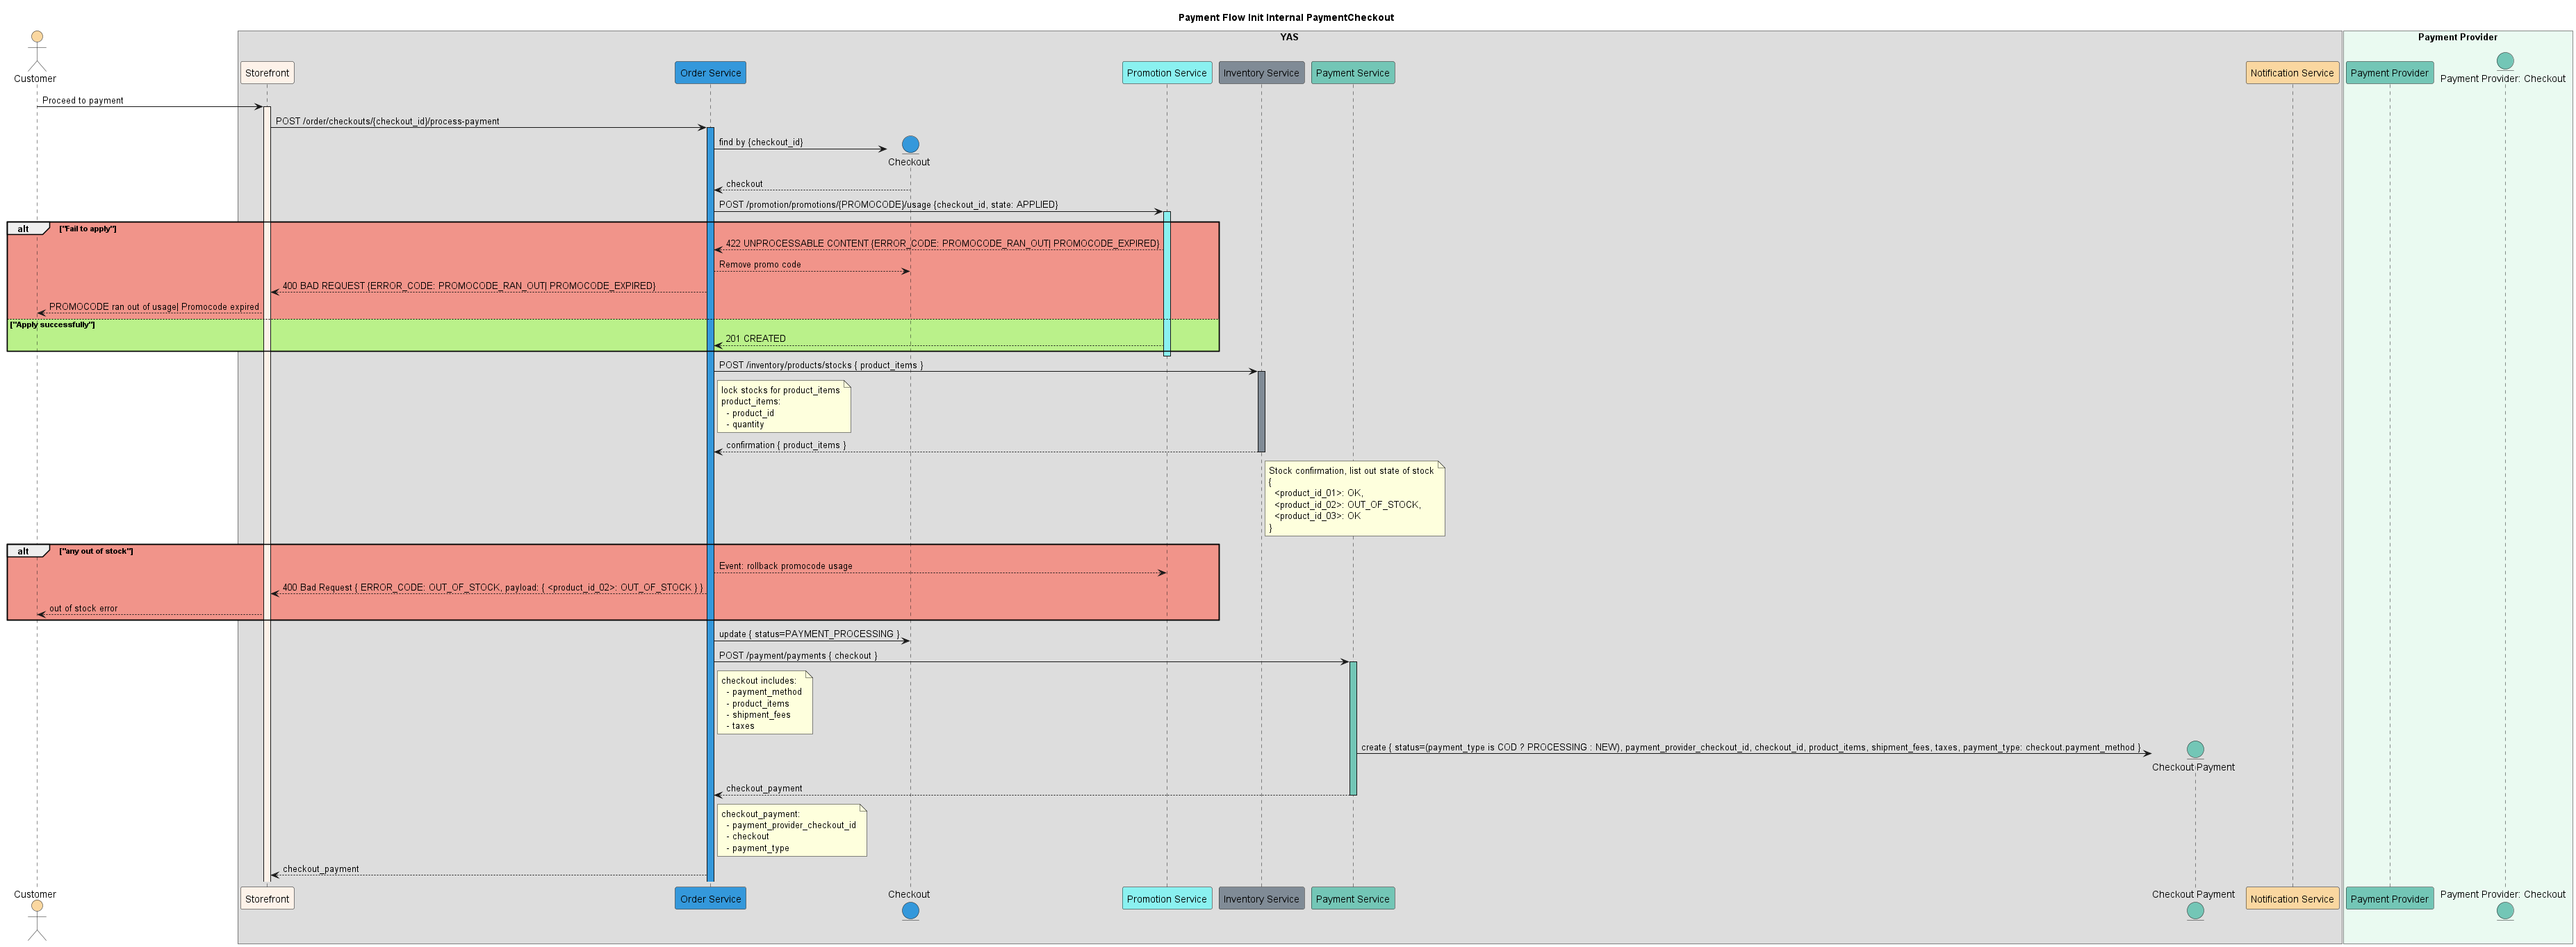 Payment Flow Init Internal PaymentCheckout
YAS
Payment Provider
Customer
Storefront
Order Service
Promotion Service
Inventory Service
Payment Service
Notification Service
Payment Provider
Payment Provider: Checkout
Proceed to payment
POST /order/checkouts/{checkout_id}/process-payment
find by {checkout_id}
Checkout
checkout
POST /promotion/promotions/{PROMOCODE}/usage {checkout_id, state: APPLIED}
alt ["Fail to apply"]
422 UNPROCESSABLE CONTENT {ERROR_CODE: PROMOCODE_RAN_OUT| PROMOCODE_EXPIRED}
Remove promo code
400 BAD REQUEST {ERROR_CODE: PROMOCODE_RAN_OUT| PROMOCODE_EXPIRED}
PROMOCODE ran out of usage| Promocode expired
["Apply successfully"]
201 CREATED
POST /inventory/products/stocks { product_items }
lock stocks for product_items
product_items:
- product_id
- quantity
confirmation { product_items }
Stock confirmation, list out state of stock
{
<product_id_01>: OK,
<product_id_02>: OUT_OF_STOCK,
<product_id_03>: OK
}
alt ["any out of stock"]
Event: rollback promocode usage
400 Bad Request { ERROR_CODE: OUT_OF_STOCK, payload: { <product_id_02>: OUT_OF_STOCK } }
out of stock error
update { status=PAYMENT_PROCESSING }
POST /payment/payments { checkout }
checkout includes:
- payment_method
- product_items
- shipment_fees
- taxes
create { status=(payment_type is COD ? PROCESSING : NEW), payment_provider_checkout_id, checkout_id, product_items, shipment_fees, taxes, payment_type: checkout.payment_method }
Checkout Payment
checkout_payment
checkout_payment:
- payment_provider_checkout_id
- checkout
- payment_type
checkout_payment
Customer
Storefront
Order Service
Checkout
Promotion Service
Inventory Service
Payment Service
Checkout Payment
Notification Service
Payment Provider
Payment Provider: Checkout